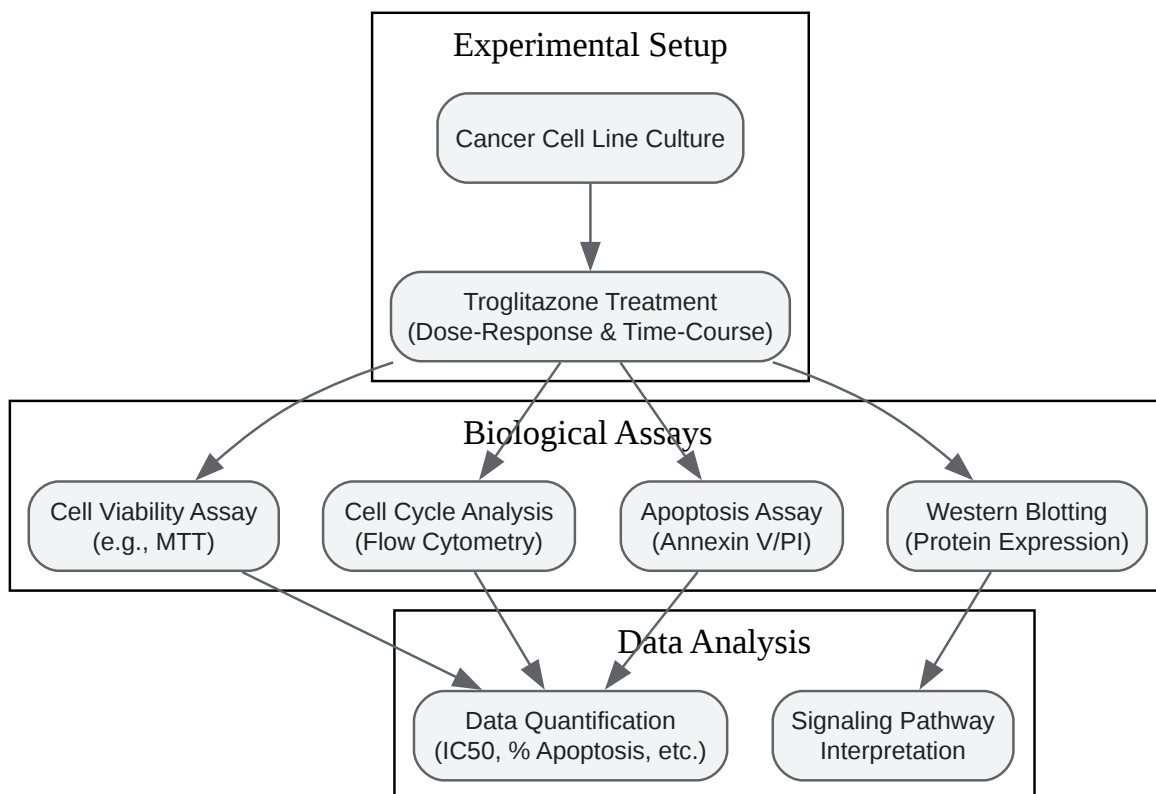 Experimental Setup
Cancer Cell Line Culture
Troglitazone Treatment
(Dose-Response & Time-Course)
Biological Assays
Cell Viability Assay
(e.g., MTT)
Cell Cycle Analysis
(Flow Cytometry)
Apoptosis Assay
(Annexin V/PI)
Western Blotting
(Protein Expression)
Data Analysis
Data Quantification
(IC50, % Apoptosis, etc.)
Signaling Pathway
Interpretation